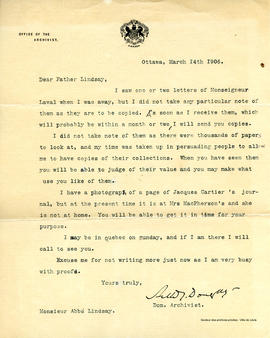 OFFICE OF THE
ARCHIVIST.
Ottawa, March 14th 1906.
Dear Father Lindsay,
I saw one or two letters of Monseigneur
Laval when I was away, but I did not take any particular note of
them as they are to be copied. As soon as I receive them, which
will probably be within a month or two, I will send you copies.
I did not take note of them as there were thousands of papers
to look at, and my time was taken up in persuading people to allow
me to have copies of their collections. When you have seen them
you will be able to judge of their value and you may make what
use you like of them.
I have a photograph of a page of Jacques Cartier's jour-
nal, but at the present time it is at Mrs MacPherson's and she
is not at home. You will be able to get it in time for your
purpose.
I may be in Quebec on Sunday, and if I am there I will
call to see you.
Excuse me for not writing more just now as I am very busy
with proofs.
Yours truly,
Dom. Archivist.
Monsieur Abbé Lindsay.